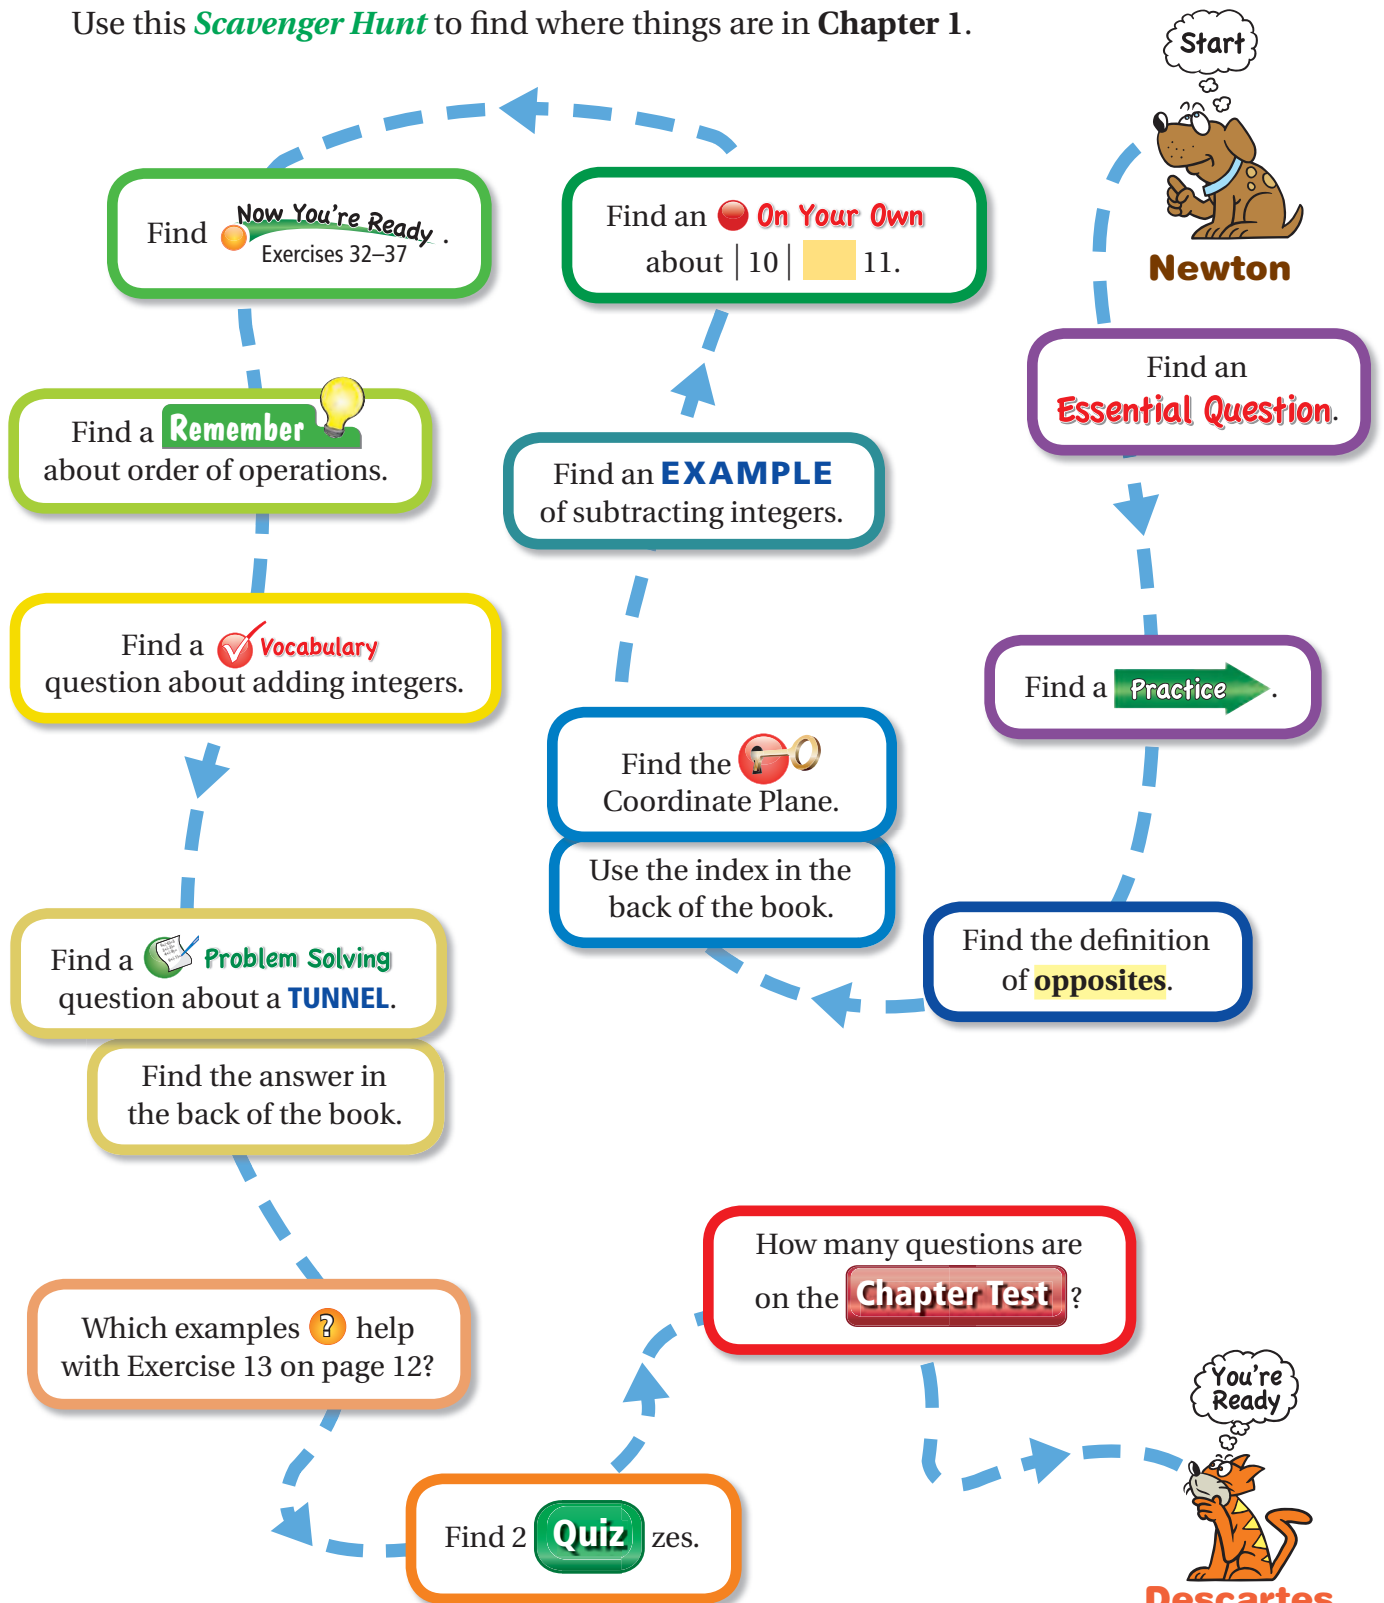 Use this Scavenger Hunt to find where things are in Chapter 1.
Start
Newton
Find an
Essential Question.
Find a Practice.
Find the definition
of opposites.
Find the
Coordinate Plane.
Use the index in the
back of the book.
Find an EXAMPLE
of subtracting integers.
Find an On Your Own
about | 10 | 11.
Find Now You're Ready.
Exercises 32–37
Find a Remember
about order of operations.
Find a Vocabulary
question about adding integers.
Find a Problem Solving
question about a TUNNEL.
Find the answer in
the back of the book.
Which examples ? help
with Exercise 13 on page 12?
Find 2 Quiz zes.
How many questions are
on the Chapter Test ?
You're
Ready
Descartes